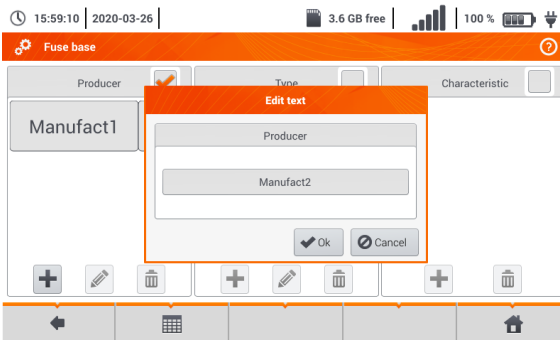 15:59:10 2020-03-26 3.6 GB free 100 %
Fuse base ?
Producer Type Characteristic
Edit text
Manufact1
Producer
Manufact2
Ok Cancel